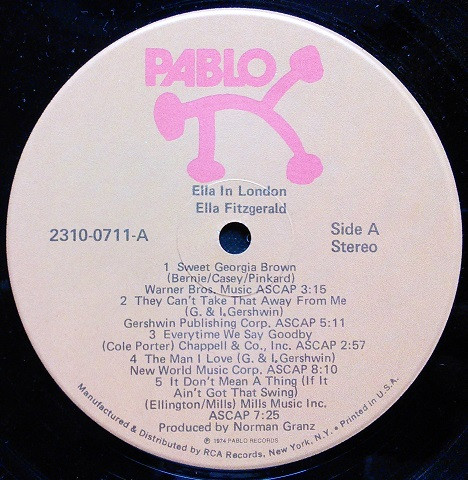 PABLO
Ella In London
Ella Fitzgerald
2310-0711-A
Side A
Stereo
1 Sweet Georgia Brown
(Bernie/Casey/Pinkard)
Warner Bros. Music ASCAP 3:15
2 They Can't Take That Away From Me
(G. & I. Gershwin)
Gershwin Publishing Corp. ASCAP 5:11
3 Everytime We Say Goodby
(Cole Porter) Chappell & Co., Inc. ASCAP 2:57
4 The Man I Love (G. & I. Gershwin)
New World Music Corp. ASCAP 8:10
5 It Don't Mean A Thing (If It
Ain't Got That Swing)
(Ellington/Mills) Mills Music Inc.
ASCAP 7:25
Produced by Norman Granz
℗ 1974 PABLO RECORDS
Manufactured & Distributed by RCA Records, New York, N.Y. • Printed in U.S.A.